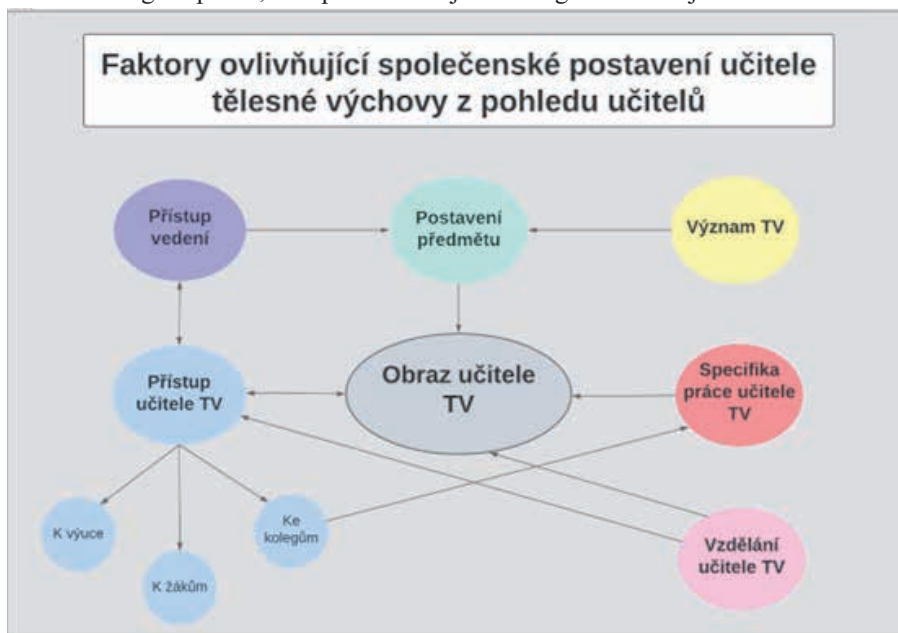 Faktory ovlivňující společenské postavení učitele
tělesné výchovy z pohledu učitelů
Přístup
vedení
Postavení
předmětu
Význam TV
Přístup
učitele TV
Obraz učitele
TV
Specifika
práce učitele
TV
K výuce
K žákům
Ke
kolegům
Vzdělání
učitele TV